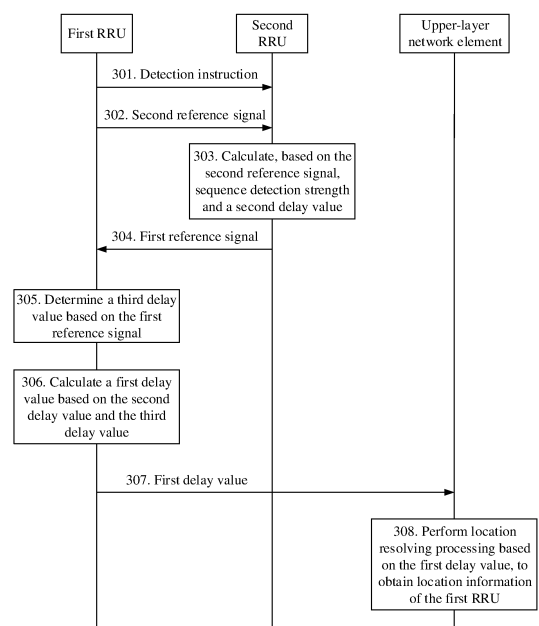 First RRU
Second
RRU
Upper-layer
network element
301. Detection instruction
302. Second reference signal
303. Calculate, based on the
second reference signal,
sequence detection strength
and a second delay value
304. First reference signal
305. Determine a third delay
value based on the first
reference signal
306. Calculate a first delay
value based on the second
delay value and the third
delay value
307. First delay value
308. Perform location
resolving processing based
on the first delay value, to
obtain location information
of the first RRU